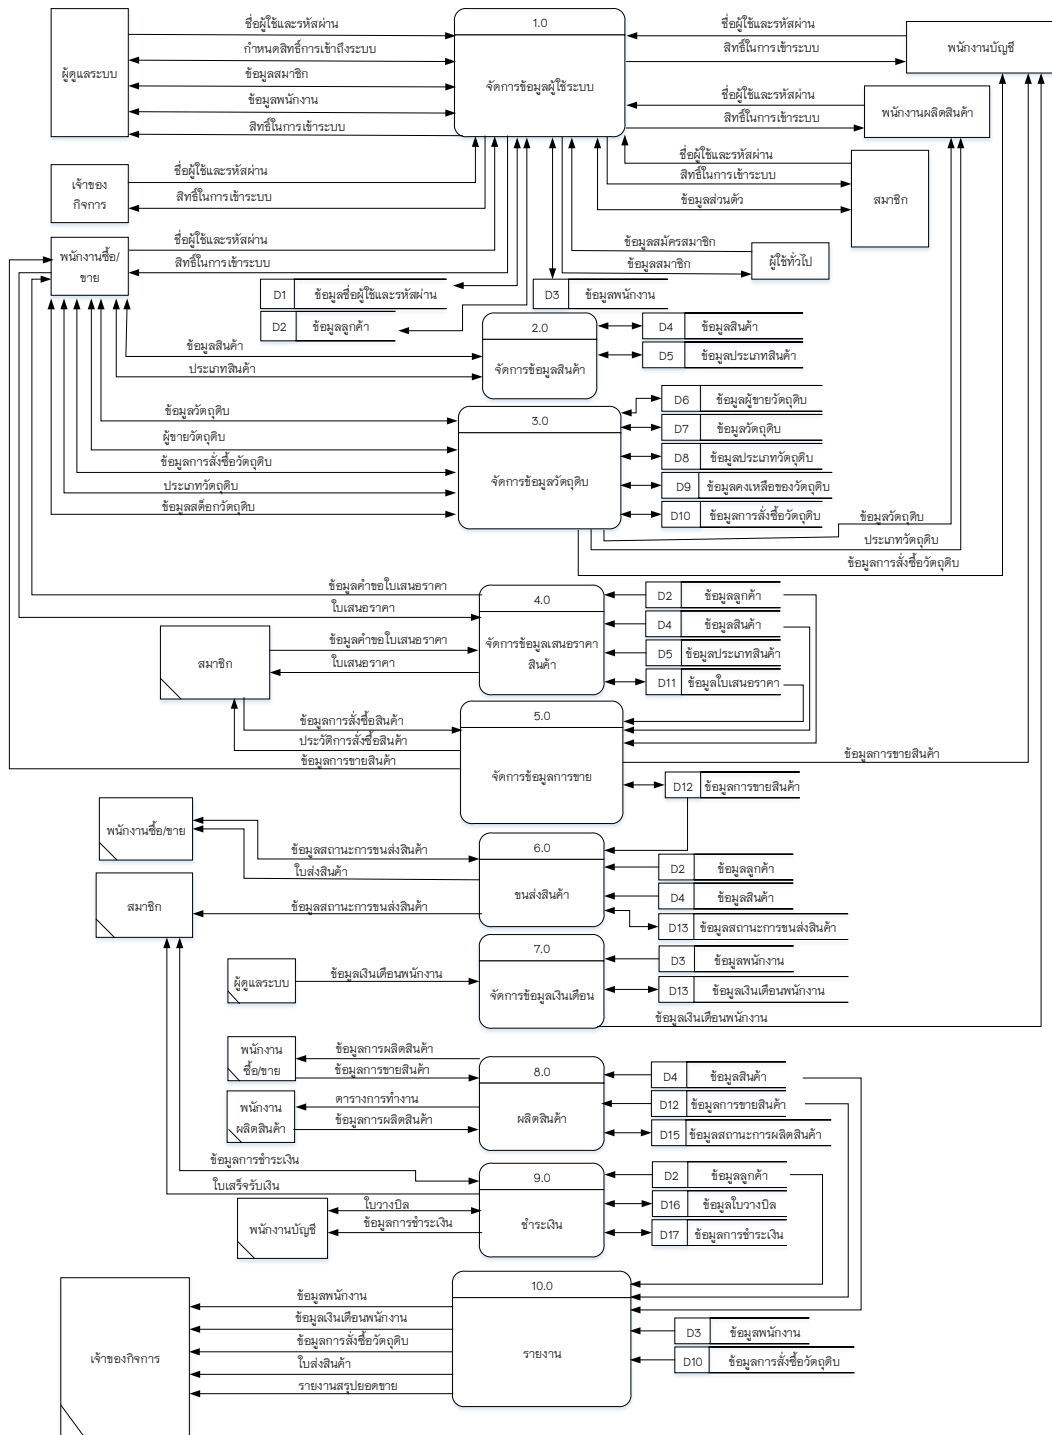 1.0
จัดการข้อมูลผู้ใช้ระบบ
ผู้ดูแลระบบ
ชื่อผู้ใช้และรหัสผ่าน
กำหนดสิทธิ์การเข้าถึงระบบ
ข้อมูลสมาชิก
ข้อมูลพนักงาน
สิทธิ์ในการเข้าระบบ
ชื่อผู้ใช้และรหัสผ่าน
สิทธิ์ในการเข้าระบบ
พนักงานบัญชี
ชื่อผู้ใช้และรหัสผ่าน
สิทธิ์ในการเข้าระบบ
พนักงานผลิตสินค้า
ชื่อผู้ใช้และรหัสผ่าน
สิทธิ์ในการเข้าระบบ
ข้อมูลส่วนตัว
สมาชิก
เจ้าของ
กิจการ
ชื่อผู้ใช้และรหัสผ่าน
สิทธิ์ในการเข้าระบบ
พนักงานซื้อ/
ขาย
ชื่อผู้ใช้และรหัสผ่าน
สิทธิ์ในการเข้าระบบ
ข้อมูลสมัครสมาชิก
ข้อมูลสมาชิก
ผู้ใช้ทั่วไป
D1 ข้อมูลชื่อผู้ใช้และรหัสผ่าน
D3 ข้อมูลพนักงาน
D2 ข้อมูลลูกค้า
2.0
จัดการข้อมูลสินค้า
D4 ข้อมูลสินค้า
D5 ข้อมูลประเภทสินค้า
ข้อมูลสินค้า
ประเภทสินค้า
3.0
จัดการข้อมูลวัตถุดิบ
ข้อมูลวัตถุดิบ
ผู้ขายวัตถุดิบ
ข้อมูลการสั่งซื้อวัตถุดิบ
ประเภทวัตถุดิบ
ข้อมูลสต็อกวัตถุดิบ
D6 ข้อมูลผู้ขายวัตถุดิบ
D7 ข้อมูลวัตถุดิบ
D8 ข้อมูลประเภทวัตถุดิบ
D9 ข้อมูลคงเหลือของวัตถุดิบ
D10 ข้อมูลการสั่งซื้อวัตถุดิบ
ข้อมูลวัตถุดิบ
ประเภทวัตถุดิบ
ข้อมูลการสั่งซื้อวัตถุดิบ
4.0
จัดการข้อมูลเสนอราคา
สินค้า
ข้อมูลคำขอใบเสนอราคา
ใบเสนอราคา
สมาชิก
ข้อมูลคำขอใบเสนอราคา
ใบเสนอราคา
D2 ข้อมูลลูกค้า
D4 ข้อมูลสินค้า
D5 ข้อมูลประเภทสินค้า
D11 ข้อมูลใบเสนอราคา
5.0
จัดการข้อมูลการขาย
ข้อมูลการสั่งซื้อสินค้า
ประวัติการสั่งซื้อสินค้า
ข้อมูลการขายสินค้า
ข้อมูลการขายสินค้า
D12 ข้อมูลการขายสินค้า
6.0
ขนส่งสินค้า
พนักงานซื้อ/ขาย
ข้อมูลสถานะการขนส่งสินค้า
ใบส่งสินค้า
สมาชิก
ข้อมูลสถานะการขนส่งสินค้า
D2 ข้อมูลลูกค้า
D4 ข้อมูลสินค้า
D13 ข้อมูลสถานะการขนส่งสินค้า
7.0
จัดการข้อมูลเงินเดือน
ผู้ดูแลระบบ
ข้อมูลเงินเดือนพนักงาน
D3 ข้อมูลพนักงาน
D13 ข้อมูลเงินเดือนพนักงาน
ข้อมูลเงินเดือนพนักงาน
8.0
ผลิตสินค้า
พนักงาน
ซื้อ/ขาย
ข้อมูลการผลิตสินค้า
ข้อมูลการขายสินค้า
พนักงาน
ผลิตสินค้า
ตารางการทำงาน
ข้อมูลการผลิตสินค้า
D4 ข้อมูลสินค้า
D12 ข้อมูลการขายสินค้า
D15 ข้อมูลสถานะการผลิตสินค้า
9.0
ชำระเงิน
ข้อมูลการชำระเงิน
ใบเสร็จรับเงิน
พนักงานบัญชี
ใบวางบิล
ข้อมูลการชำระเงิน
D2 ข้อมูลลูกค้า
D16 ข้อมูลใบวางบิล
D17 ข้อมูลการชำระเงิน
10.0
รายงาน
เจ้าของกิจการ
ข้อมูลพนักงาน
ข้อมูลเงินเดือนพนักงาน
ข้อมูลการสั่งซื้อวัตถุดิบ
ใบส่งสินค้า
รายงานสรุปยอดขาย
D3 ข้อมูลพนักงาน
D10 ข้อมูลการสั่งซื้อวัตถุดิบ